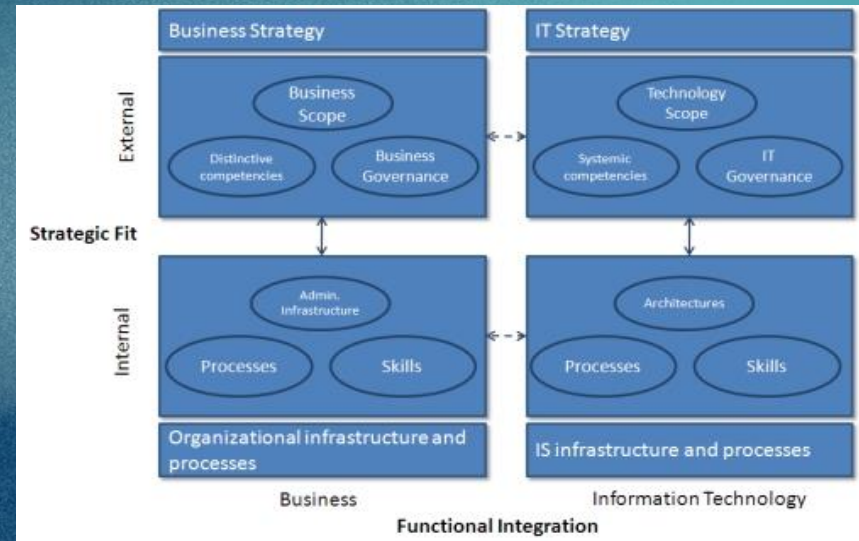 Business Strategy
IT Strategy
External
Business
Scope
Distinctive
competencies
Business
Governance
Technology
Scope
Systemic
competencies
IT
Governance
Strategic Fit
Internal
Admin.
Infrastructure
Processes
Skills
Architectures
Processes
Skills
Organizational infrastructure and
processes
IS infrastructure and processes
Business
Information Technology
Functional Integration